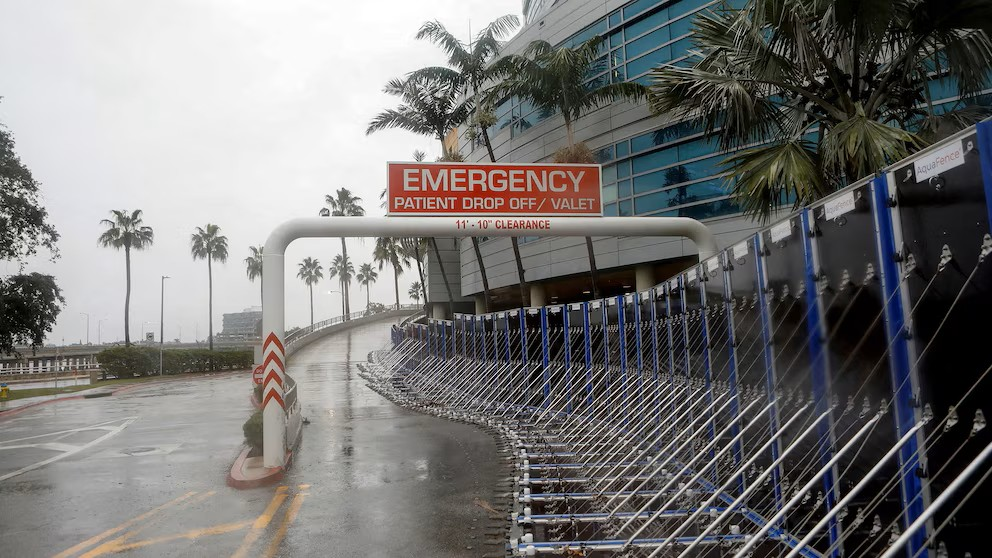 EMERGENCY
PATIENT DROP OFF/ VALET
11' - 10" CLEARANCE
AquaFence